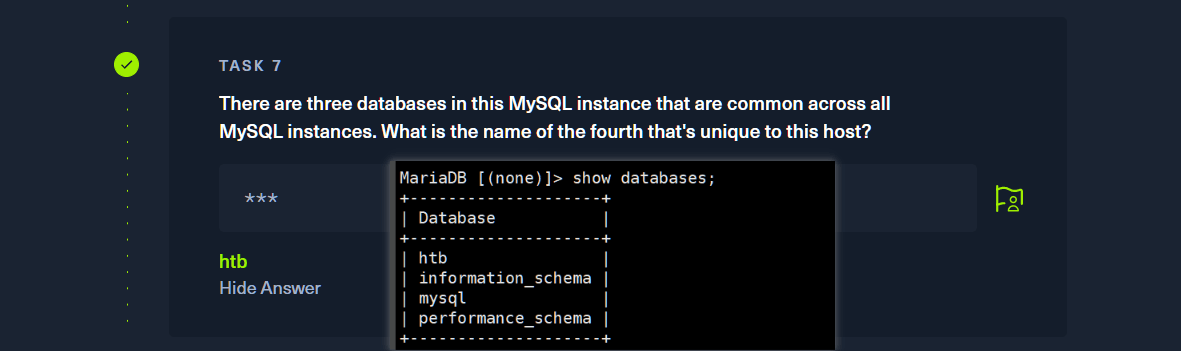 TASK 7
There are three databases in this MySQL instance that are common across all
MySQL instances. What is the name of the fourth that's unique to this host?
***
htb
Hide Answer
MariaDB [(none)]> show databases;
+--------------------+
| Database           |
+--------------------+
| htb                |
| information_schema |
| mysql              |
| performance_schema |
+--------------------+